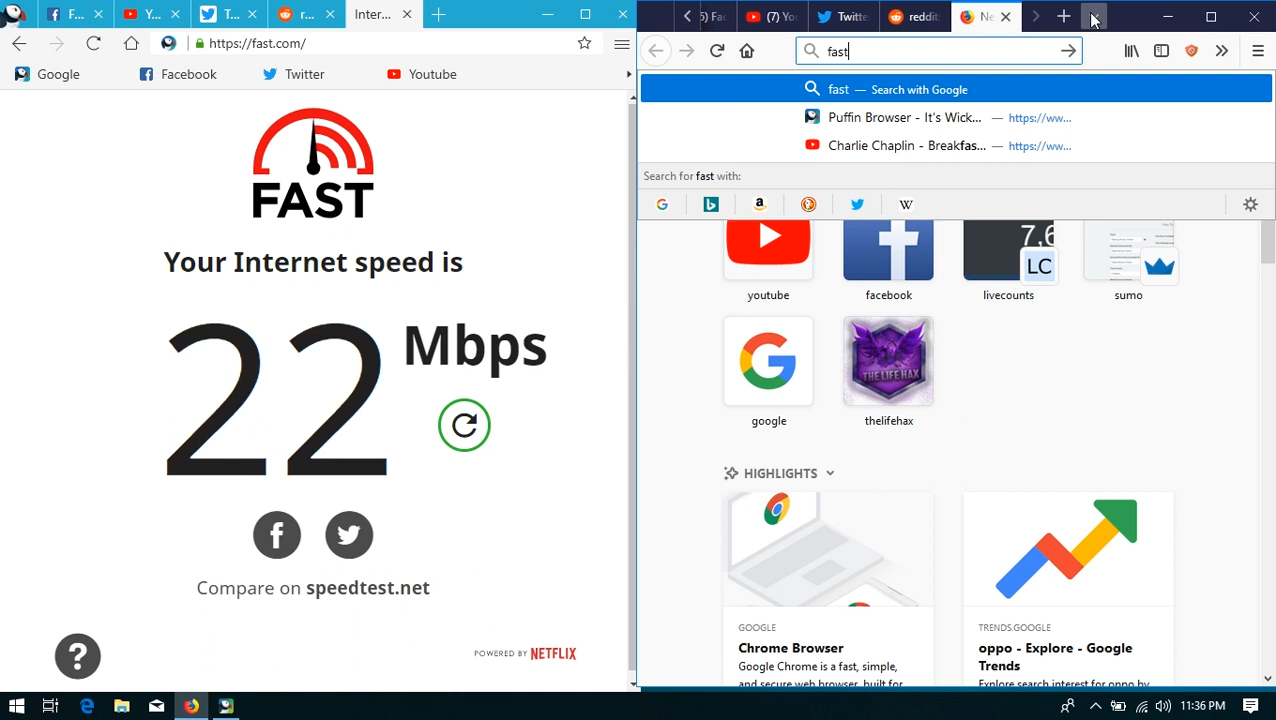 F...
Y...
T...
r...
Inter...
https://fast.com/
Google
Facebook
Twitter
Youtube
FAST
Your Internet speed is
22 Mbps
Compare on speedtest.net
POWERED BY NETFLIX
(7) You
Twitte
reddit
Ne
fast
fast — Search with Google
Puffin Browser - It's Wick... — https://ww...
Charlie Chaplin - Breakfas... — https://ww...
Search for fast with:
7,6
LC
youtube
facebook
livecounts
sumo
THE LIFE HAX
google
thelifehax
HIGHLIGHTS
GOOGLE
Chrome Browser
Google Chrome is a fast, simple,
and secure web browser, built for
TRENDS.GOOGLE
oppo - Explore - Google
Trends
Explore search interest for oppo by
11:36 PM